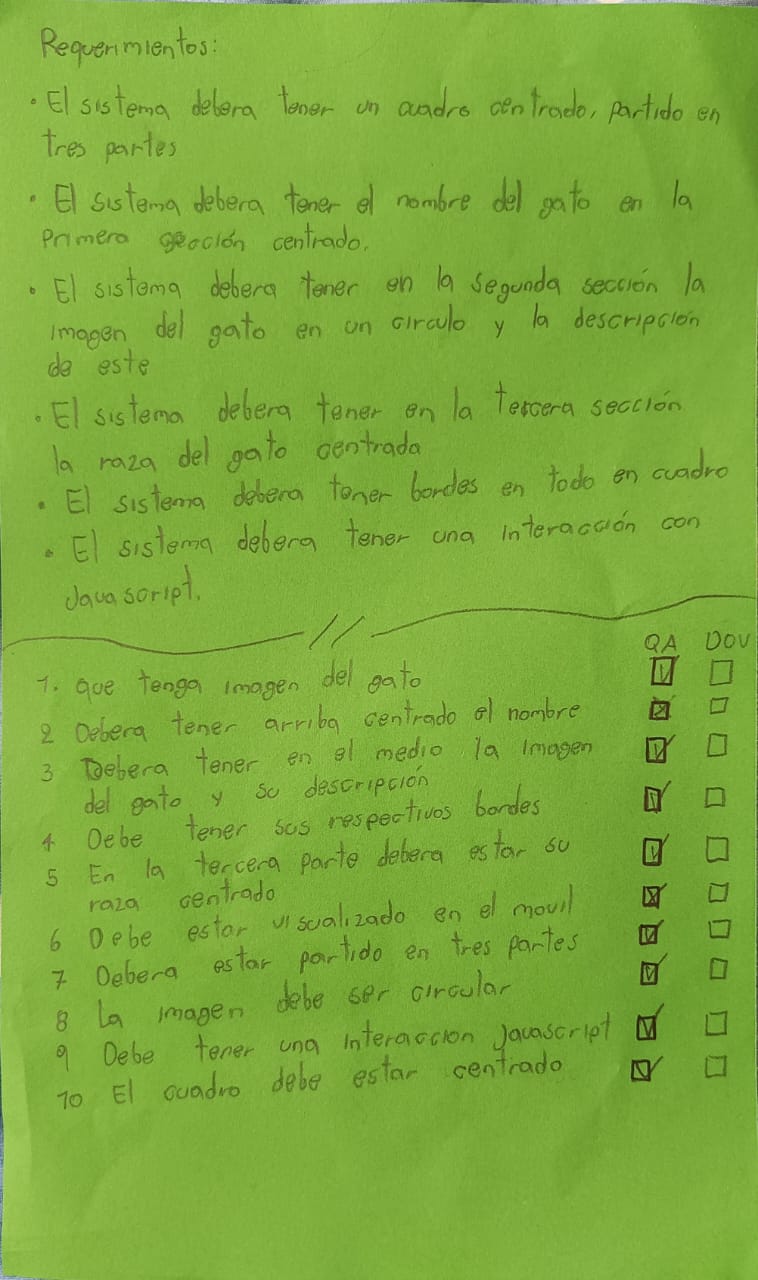 Requerimientos:
• El sistema debera tener un cuadro centrado, partido en
tres partes
• El sistema debera tener el nombre del gato en la
primera sección centrado.
• El sistema debera tener en la segunda sección la
imagen del gato en un circulo y la descripción
de este
• El sistema debera tener en la tercera sección
la raza del gato centrada
• El sistema debera tener bordes en todo en cuadro
• El sistema debera tener una interacción con
Javascript.
//
QA DOV
1. que tenga imagen del gato
2 Debera tener arriba centrado el nombre
3 Debera tener en el medio la imagen
del gato y su descripción
4 Debe tener sus respectivos bordes
5 En la tercera parte debera estar su
raza centrado
6 Debe estar visualizado en el movil
7 Debera estar partido en tres partes
8 La imagen debe ser circular
9 Debe tener una interaccion javascript
10 El cuadro debe estar centrado